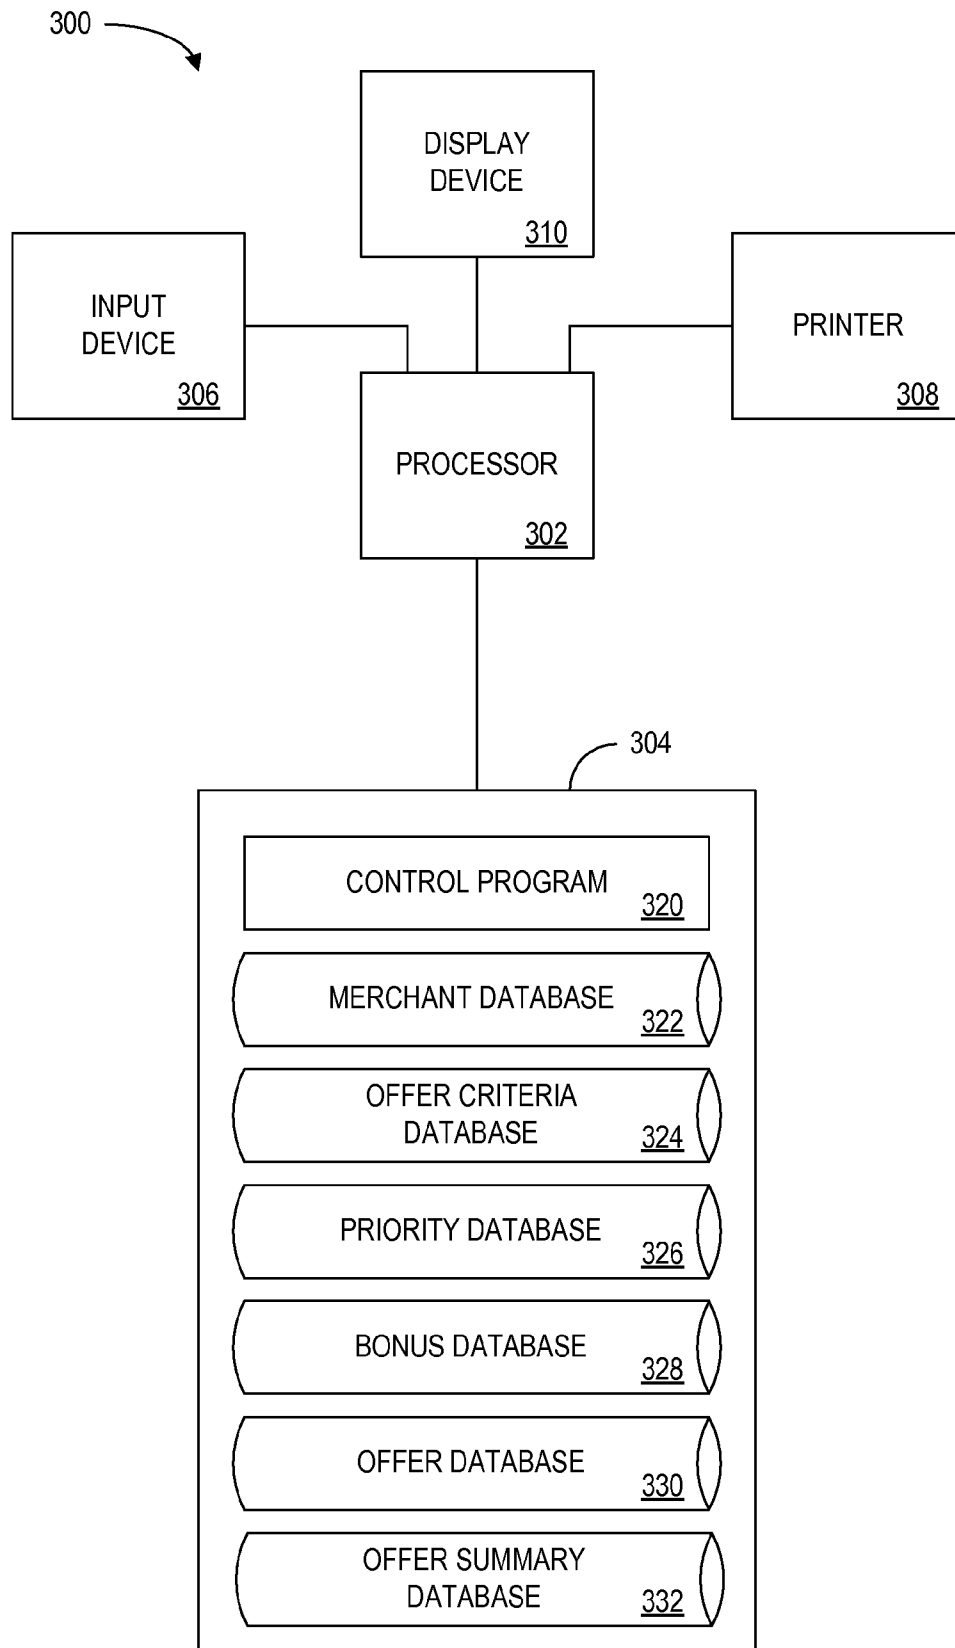 300
DISPLAY
DEVICE
310
INPUT
DEVICE
306
PRINTER
308
PROCESSOR
302
304
CONTROL PROGRAM
320
MERCHANT DATABASE
322
OFFER CRITERIA
DATABASE
324
PRIORITY DATABASE
326
BONUS DATABASE
328
OFFER DATABASE
330
OFFER SUMMARY
DATABASE
332